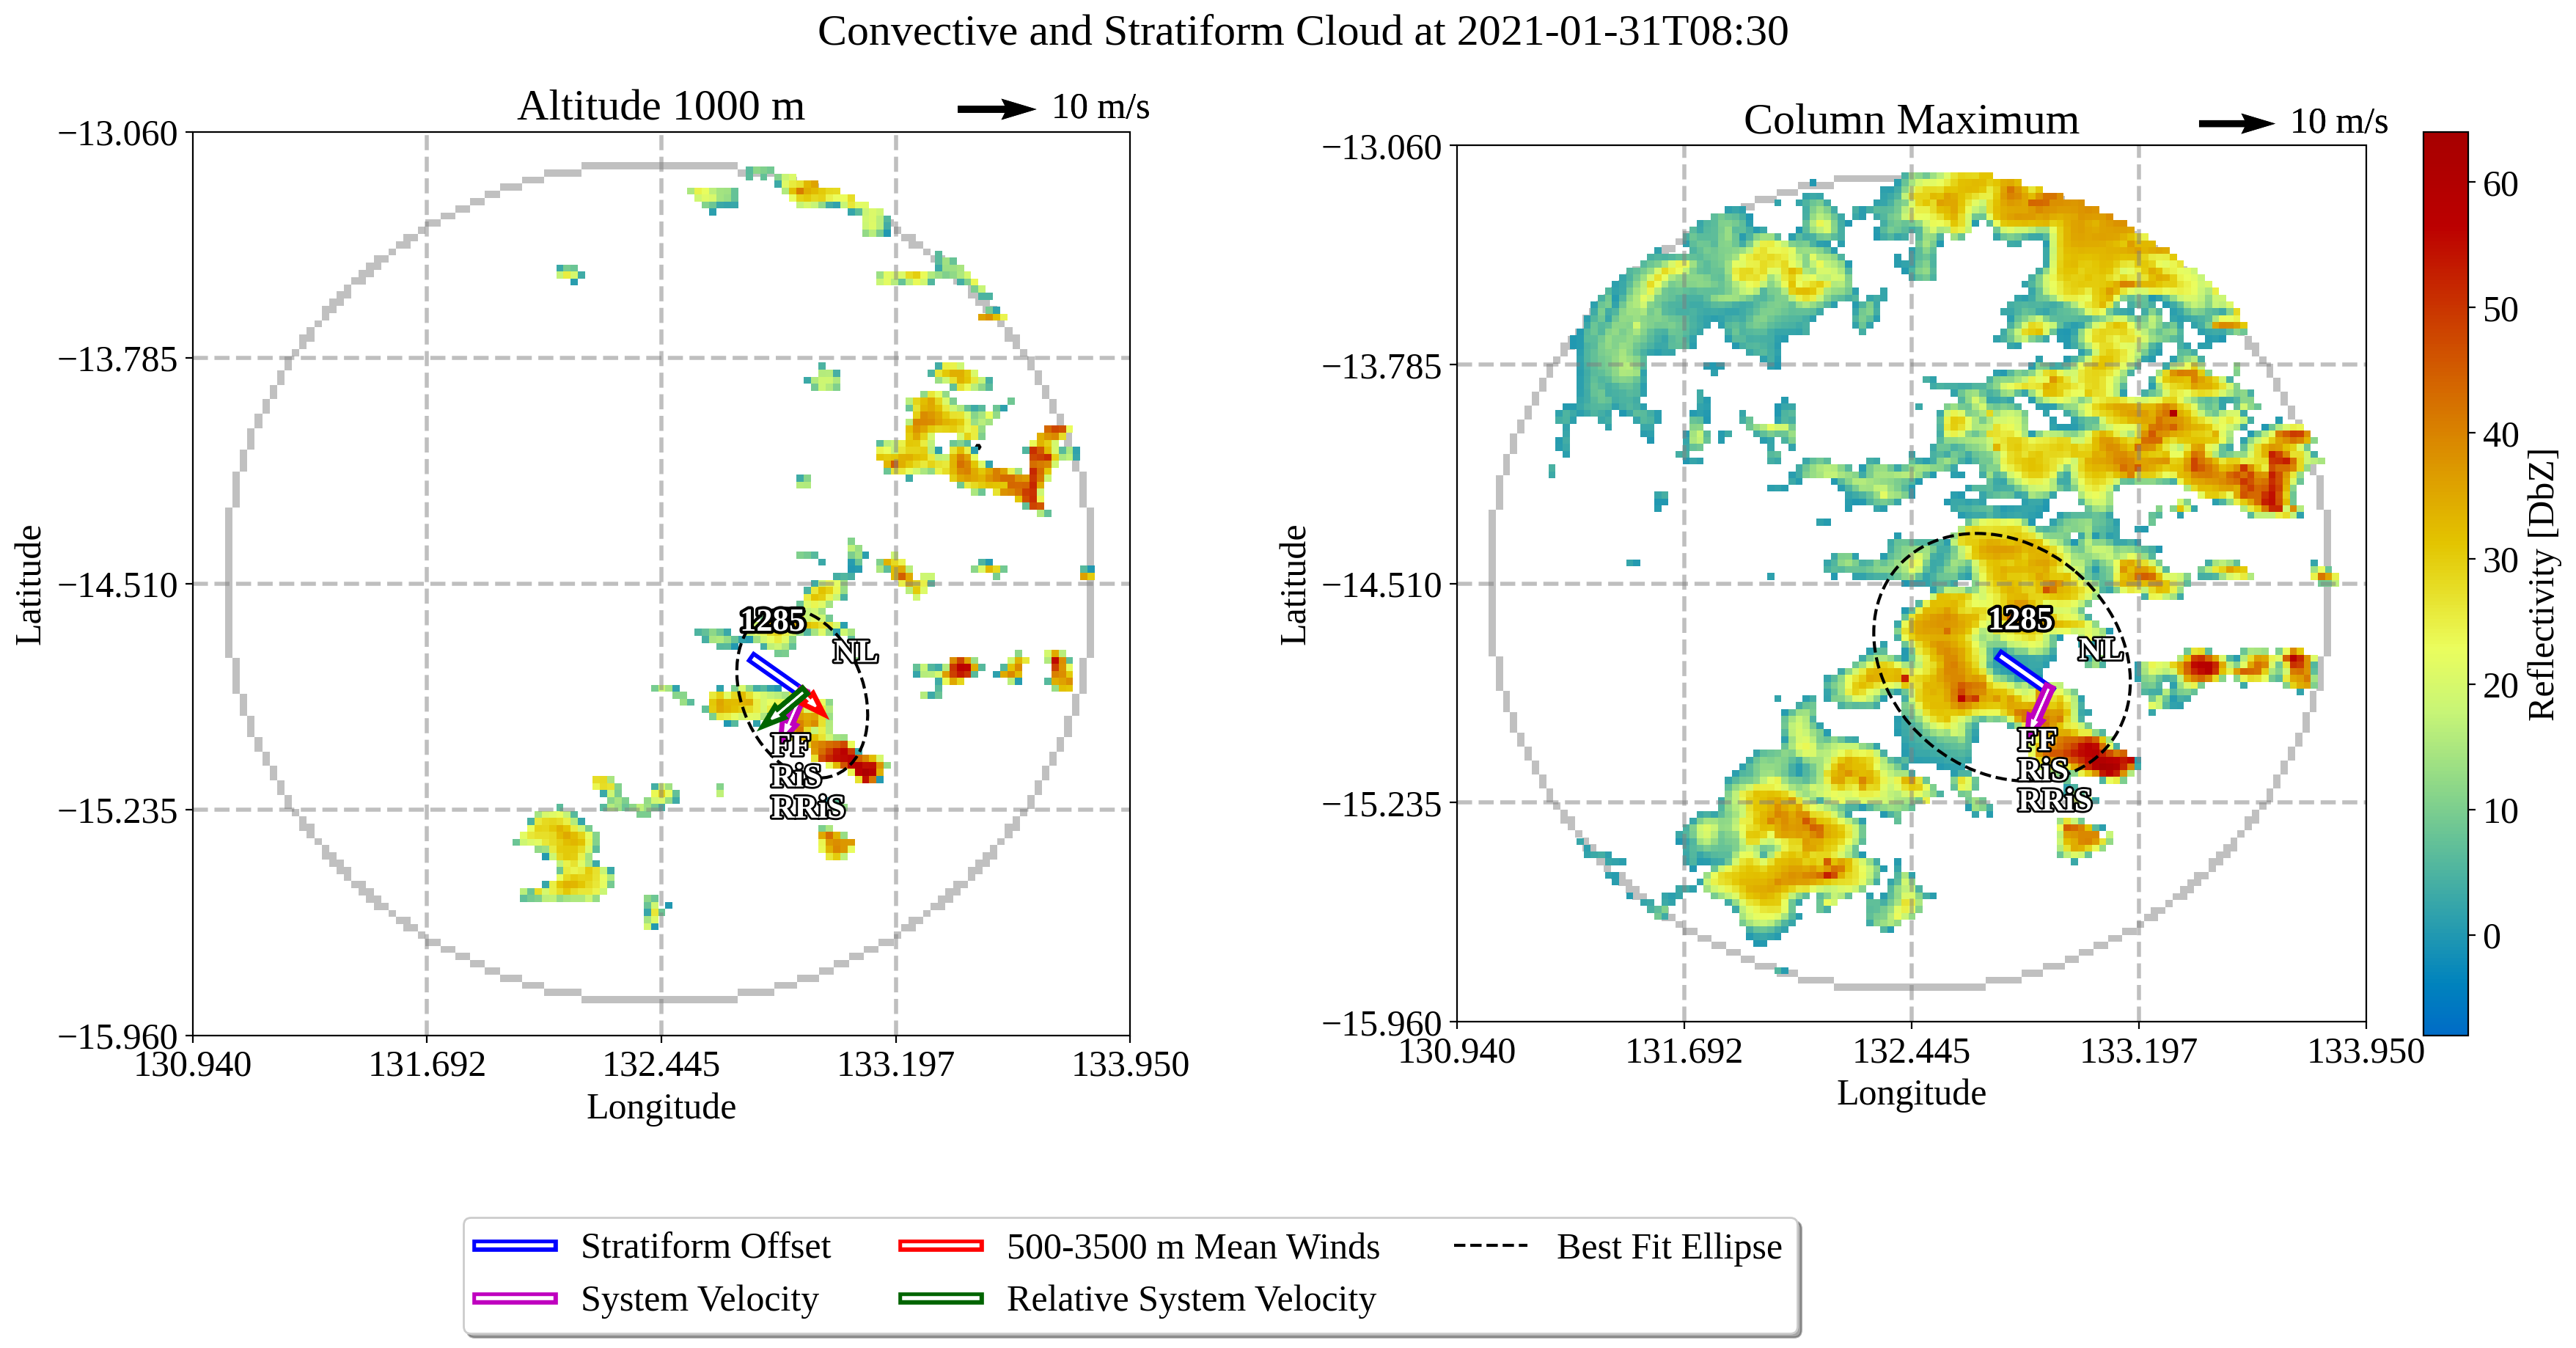 Convective and Stratiform Cloud at 2021-01-31T08:30
Altitude 1000 m
10 m/s
−13.060
−13.785
−14.510
−15.235
−15.960
Latitude
1285
NL
FF
RiS
RRiS
130.940
131.692
132.445
133.197
133.950
Longitude
Column Maximum
10 m/s
−13.060
−13.785
−14.510
−15.235
−15.960
Latitude
1285
NL
FF
RiS
RRiS
130.940
131.692
132.445
133.197
133.950
Longitude
60
50
40
30
20
10
0
Reflectivity [DbZ]
Stratiform Offset
System Velocity
500-3500 m Mean Winds
Relative System Velocity
Best Fit Ellipse